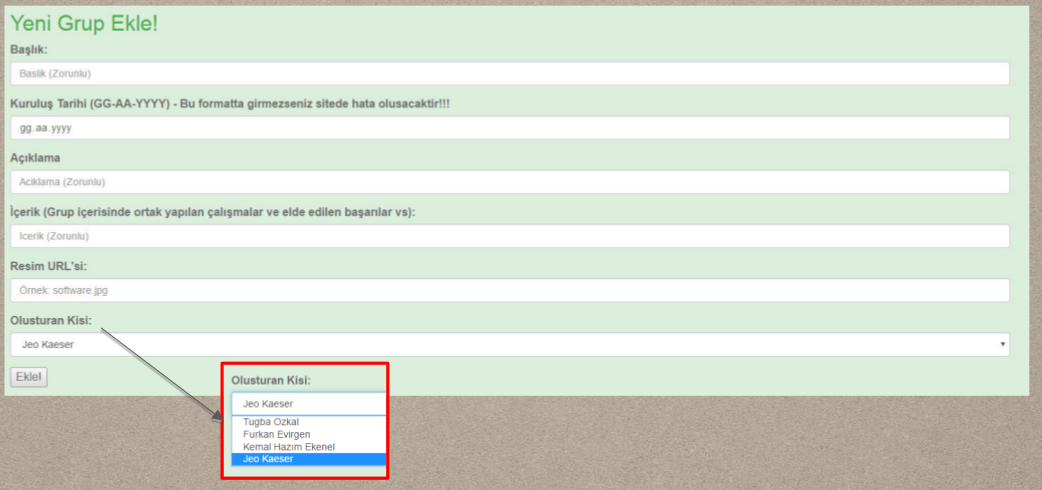 Yeni Grup Ekle!
Başlık:
Baslik (Zorunlu)
Kuruluş Tarihi (GG-AA-YYYY) - Bu formatta girmezseniz sitede hata olusacaktir!!!
gg.aa.yyyy
Açıklama
Aciklama (Zorunlu)
İçerik (Grup içerisinde ortak yapılan çalışmalar ve elde edilen başarılar vs):
Icerik (Zorunlu)
Resim URL'si:
Örnek: software.jpg
Olusturan Kisi:
Jeo Kaeser
Ekle!
Olusturan Kisi:
Jeo Kaeser
Tugba Ozkal
Furkan Evirgen
Kemal Hazım Ekenel
Jeo Kaeser